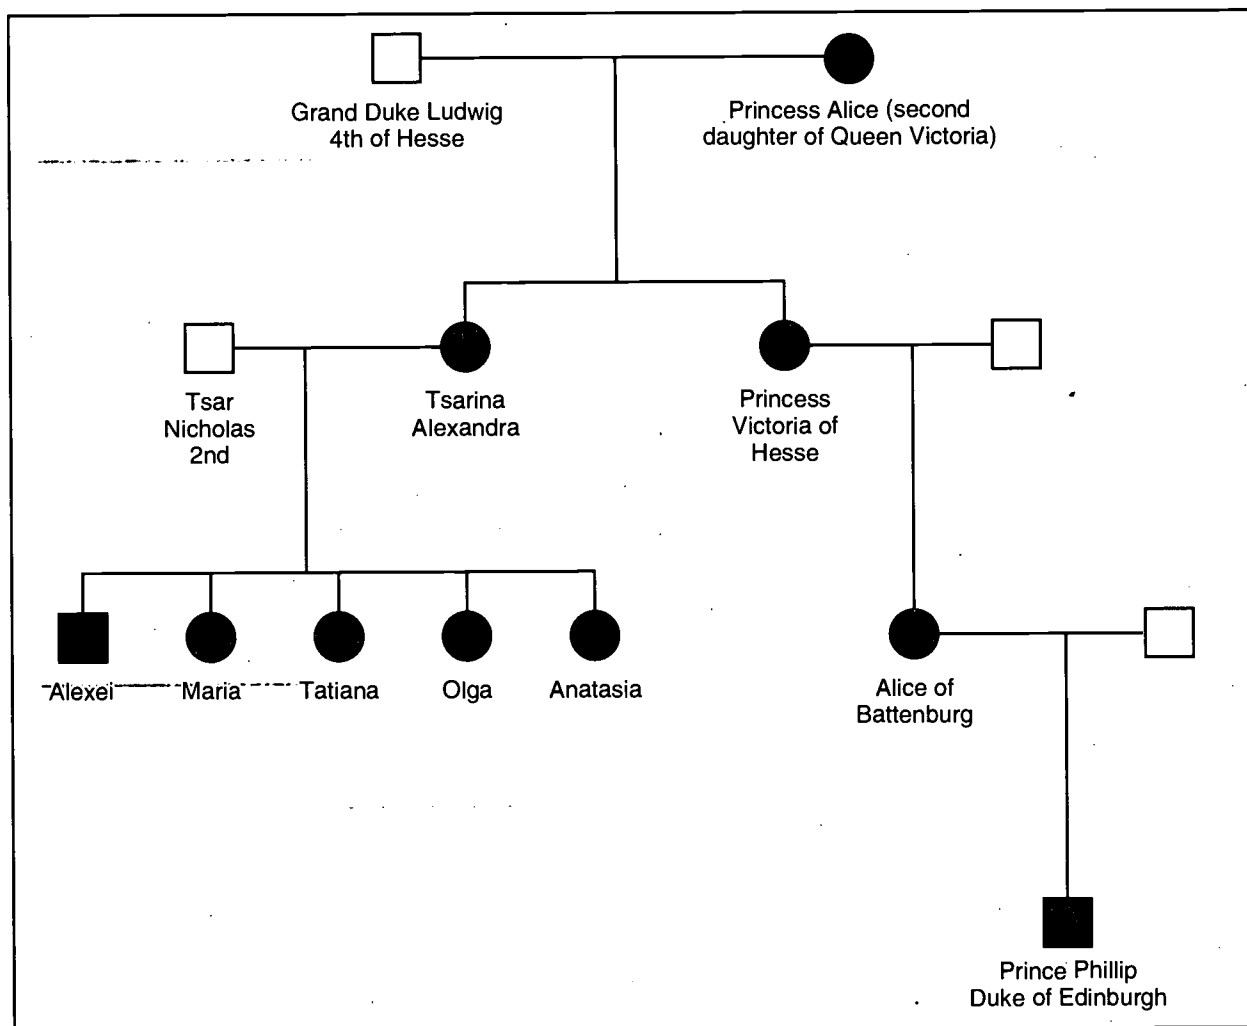 Grand Duke Ludwig
4th of Hesse
Princess Alice (second
daughter of Queen Victoria)
Tsar
Nicholas
2nd
Tsarina
Alexandra
Princess
Victoria of
Hesse
Alexei
Maria
Tatiana
Olga
Anatasia
Alice of
Battenburg
Prince Phillip
Duke of Edinburgh